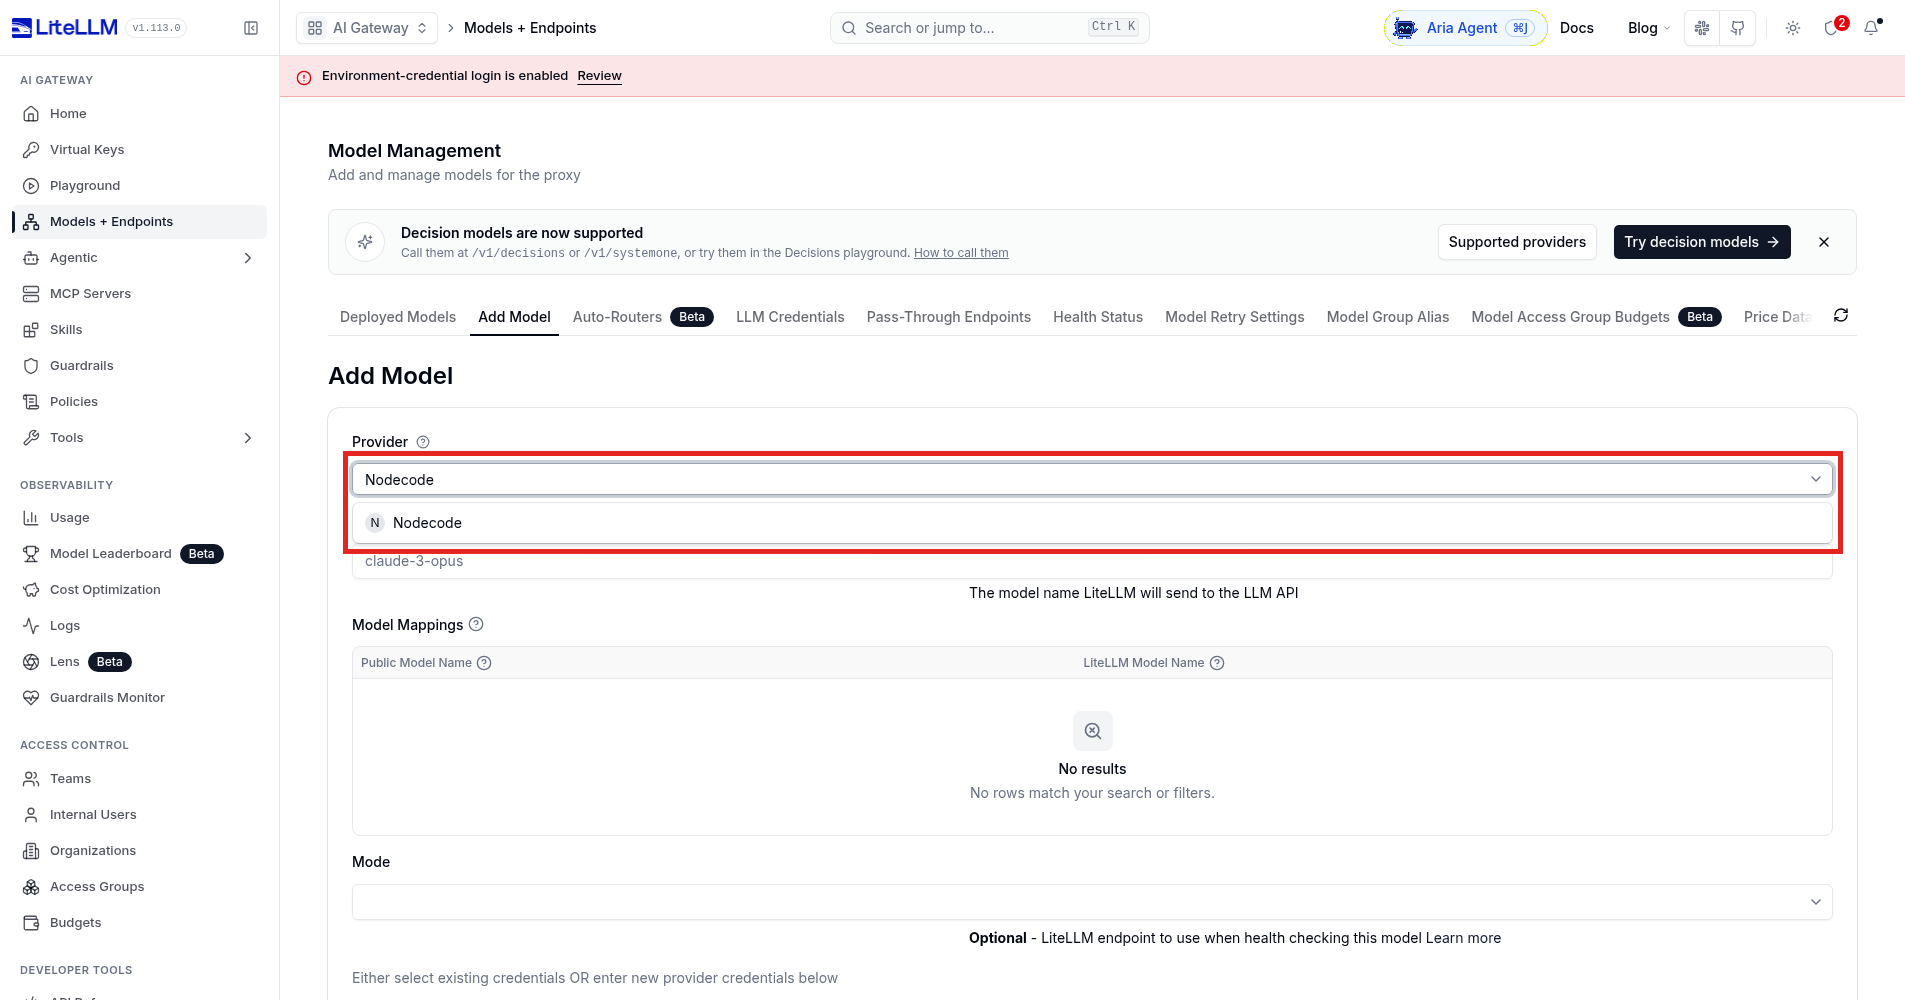 LiteLLM v1.113.0
AI Gateway
Models + Endpoints
Search or jump to...
Ctrl K
Aria Agent ⌘J
Docs
Blog
2
Environment-credential login is enabled Review
AI GATEWAY
Home
Virtual Keys
Playground
Models + Endpoints
Agentic
MCP Servers
Skills
Guardrails
Policies
Tools
OBSERVABILITY
Usage
Model Leaderboard Beta
Cost Optimization
Logs
Lens Beta
Guardrails Monitor
ACCESS CONTROL
Teams
Internal Users
Organizations
Access Groups
Budgets
DEVELOPER TOOLS
Model Management
Add and manage models for the proxy
Decision models are now supported
Call them at /v1/decisions or /v1/systemone, or try them in the Decisions playground. How to call them
Supported providers
Try decision models
Deployed Models
Add Model
Auto-Routers Beta
LLM Credentials
Pass-Through Endpoints
Health Status
Model Retry Settings
Model Group Alias
Model Access Group Budgets Beta
Price Data
Add Model
Provider
Nodecode
N Nodecode
claude-3-opus
The model name LiteLLM will send to the LLM API
Model Mappings
Public Model Name
LiteLLM Model Name
No results
No rows match your search or filters.
Mode
Optional - LiteLLM endpoint to use when health checking this model Learn more
Either select existing credentials OR enter new provider credentials below